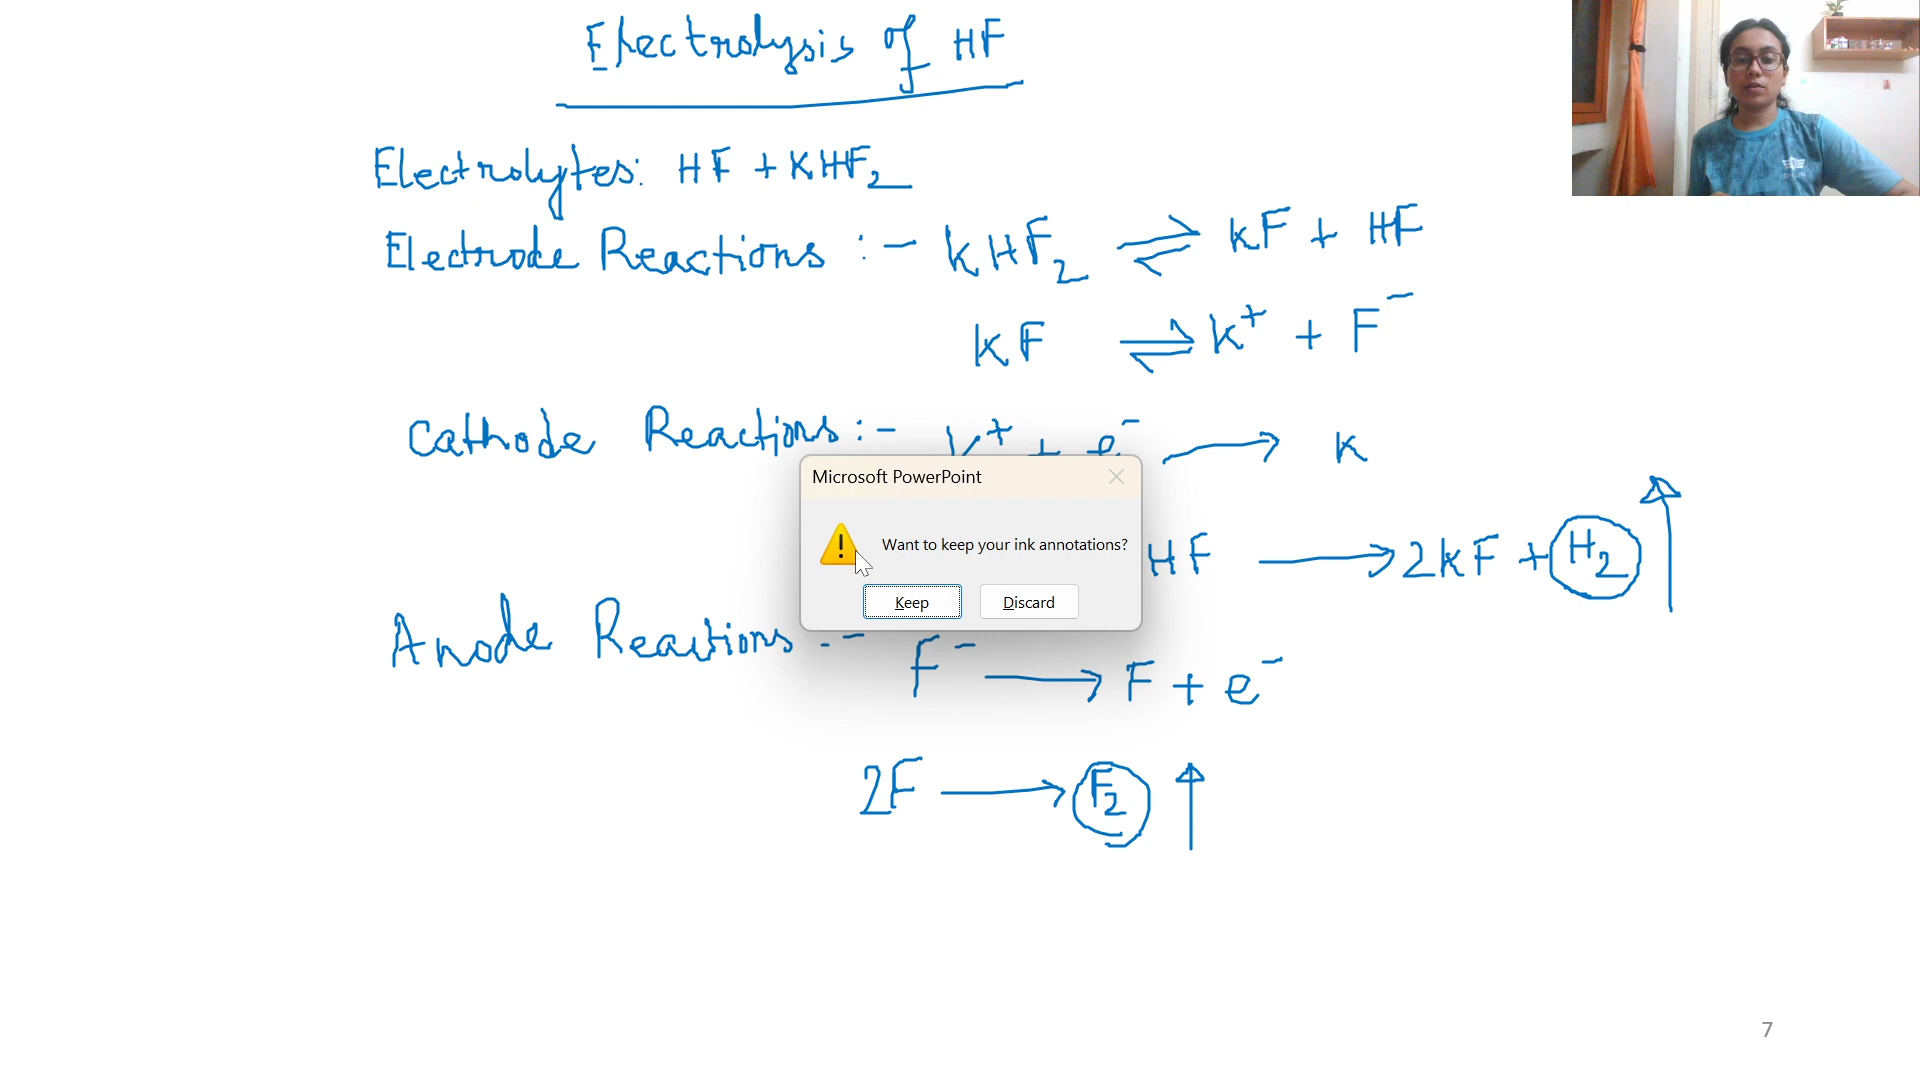 Electrolysis of HF
Electrolytes: HF + KHF₂
Electrode Reactions :- KHF₂ ⇌ KF + HF
KF ⇌ K⁺ + F⁻
Cathode Reactions :- K⁺ + e⁻ → K
Microsoft PowerPoint
Want to keep your ink annotations?
Keep Discard
HF → 2KF + H₂ ↑
Anode Reactions :- F⁻ → F + e⁻
2F → F₂ ↑
7